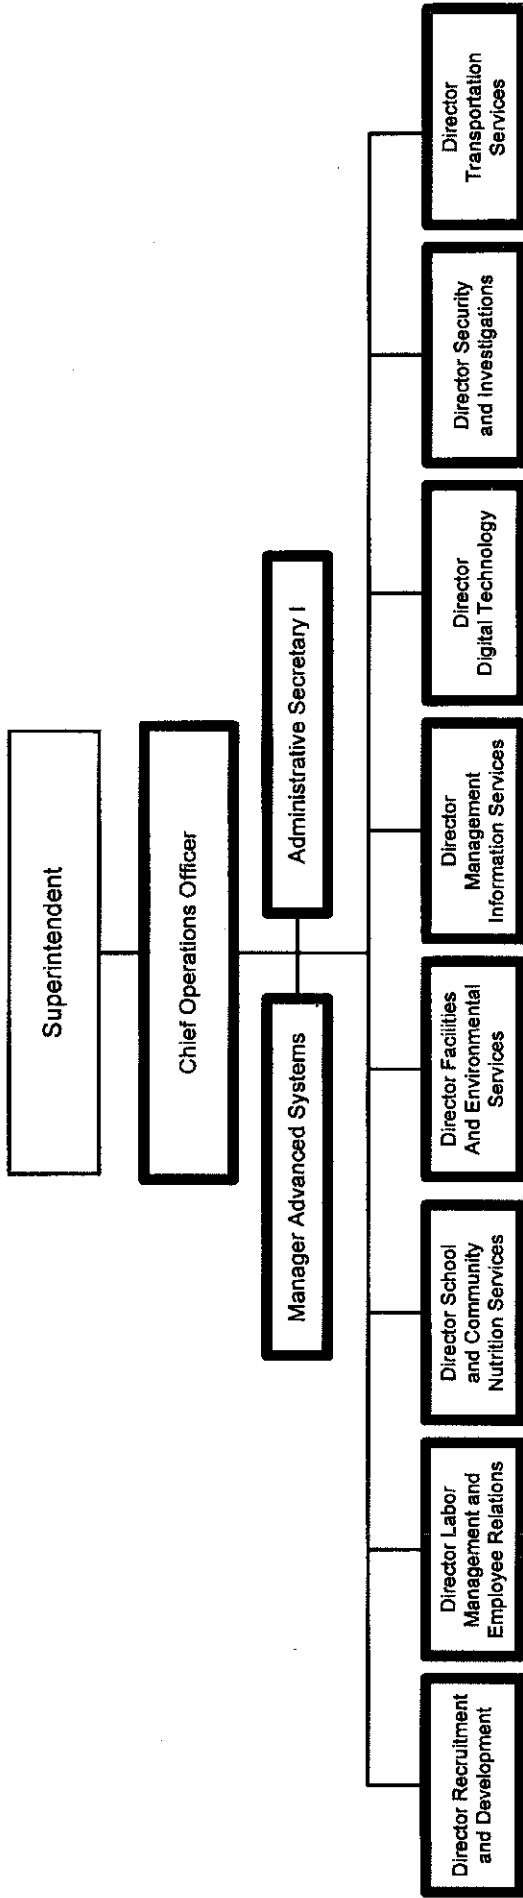 Superintendent
Chief Operations Officer
Manager Advanced Systems
Administrative Secretary I
Director Recruitment
and Development
Director Labor
Management and
Employee Relations
Director School
and Community
Nutrition Services
Director Facilities
And Environmental
Services
Director
Management
Information Services
Director
Digital Technology
Director Security
and Investigations
Director
Transportation
Services